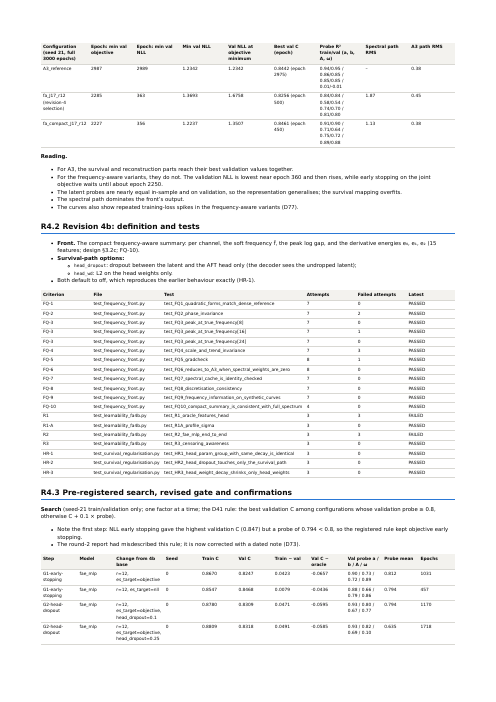 Configuration (seed 21, full 3000 epochs) Epoch: min val objective Epoch: min val NLL Min val NLL Val NLL at objective minimum Best val C (epoch) Probe R² train/val (a, b, A, ω) Spectral path RMS A3 path RMS
A3_reference 2987 2989 1.2342 1.2342 0.8442 (epoch 2975) 0.94/0.95 / 0.86/0.85 / 0.85/0.85 / 0.01/-0.01 – 0.38
fa_J17_r12 (revision-4 selection) 2285 363 1.3693 1.6758 0.8256 (epoch 500) 0.84/0.84 / 0.58/0.54 / 0.74/0.70 / 0.81/0.80 1.87 0.45
fa_compact_J17_r12 2227 356 1.2237 1.3507 0.8461 (epoch 450) 0.91/0.90 / 0.71/0.64 / 0.75/0.72 / 0.89/0.88 1.13 0.38
Reading.
• For A3, the survival and reconstruction parts reach their best validation values together.
• For the frequency-aware variants, they do not. The validation NLL is lowest near epoch 360 and then rises, while early stopping on the joint
objective waits until about epoch 2250.
• The latent probes are nearly equal in-sample and on validation, so the representation generalises; the survival mapping overfits.
• The spectral path dominates the front's output.
• The curves also show repeated training-loss spikes in the frequency-aware variants (D77).
R4.2 Revision 4b: definition and tests
• Front. The compact frequency-aware summary: per channel, the soft frequency f̂, the peak log gap, and the derivative energies e₀, e₁, e₂ (15
features; design §3.2c; FQ-10).
• Survival-path options:
head_dropout: dropout between the latent and the AFT head only (the decoder sees the undropped latent);
head_wd: L2 on the head weights only.
• Both default to off, which reproduces the earlier behaviour exactly (HR-1).
Criterion File Test Attempts Failed attempts Latest
FQ-1 test_frequency_front.py test_FQ1_quadratic_forms_match_dense_reference 7 0 PASSED
FQ-2 test_frequency_front.py test_FQ2_phase_invariance 7 2 PASSED
FQ-3 test_frequency_front.py test_FQ3_peak_at_true_frequency[8] 7 0 PASSED
FQ-3 test_frequency_front.py test_FQ3_peak_at_true_frequency[16] 7 1 PASSED
FQ-3 test_frequency_front.py test_FQ3_peak_at_true_frequency[24] 7 0 PASSED
FQ-4 test_frequency_front.py test_FQ4_scale_and_trend_invariance 7 3 PASSED
FQ-5 test_frequency_front.py test_FQ5_gradcheck 8 1 PASSED
FQ-6 test_frequency_front.py test_FQ6_reduces_to_A3_when_spectral_weights_are_zero 8 0 PASSED
FQ-7 test_frequency_front.py test_FQ7_spectral_cache_is_identity_checked 7 0 PASSED
FQ-8 test_frequency_front.py test_FQ8_discretisation_consistency 7 0 PASSED
FQ-9 test_frequency_front.py test_FQ9_frequency_information_on_synthetic_curves 7 0 PASSED
FQ-10 test_frequency_front.py test_FQ10_compact_summary_is_consistent_with_full_spectrum 4 0 PASSED
R1 test_learnability_fa4b.py test_R1_oracle_features_head 3 3 FAILED
R1-A test_learnability_fa4b.py test_R1A_profile_sigma 3 0 PASSED
R2 test_learnability_fa4b.py test_R2_fae_mlp_end_to_end 3 3 FAILED
R3 test_learnability_fa4b.py test_R3_censoring_awareness 3 0 PASSED
HR-1 test_survival_regularisation.py test_HR1_head_param_group_with_same_decay_is_identical 3 0 PASSED
HR-2 test_survival_regularisation.py test_HR2_head_dropout_touches_only_the_survival_path 3 0 PASSED
HR-3 test_survival_regularisation.py test_HR3_head_weight_decay_shrinks_only_head_weights 3 0 PASSED
R4.3 Pre-registered search, revised gate and confirmations
Search (seed-21 train/validation only; one factor at a time; the D41 rule: the best validation C among configurations whose validation probe ≥ 0.8,
otherwise C + 0.1 × probe).
• Note the first step: NLL early stopping gave the highest validation C (0.847) but a probe of 0.794 < 0.8, so the registered rule kept objective early
stopping.
• The round-2 report had misdescribed this rule; it is now corrected with a dated note (D73).
Step Model Change from 4b base Seed Train C Val C Train − val Val C − oracle Val probe a / b / A / ω Probe mean Epochs
G1-early-stopping fae_mlp r=12, es_target=objective 0 0.8670 0.8247 0.0423 -0.0657 0.90 / 0.73 / 0.72 / 0.89 0.812 1031
G1-early-stopping fae_mlp r=12, es_target=nll 0 0.8547 0.8468 0.0079 -0.0436 0.88 / 0.66 / 0.79 / 0.86 0.794 457
G2-head-dropout fae_mlp r=12, es_target=objective, head_dropout=0.1 0 0.8780 0.8309 0.0471 -0.0595 0.93 / 0.80 / 0.67 / 0.77 0.794 1170
G2-head-dropout fae_mlp r=12, es_target=objective, head_dropout=0.25 0 0.8809 0.8318 0.0491 -0.0585 0.93 / 0.82 / 0.69 / 0.10 0.635 1718